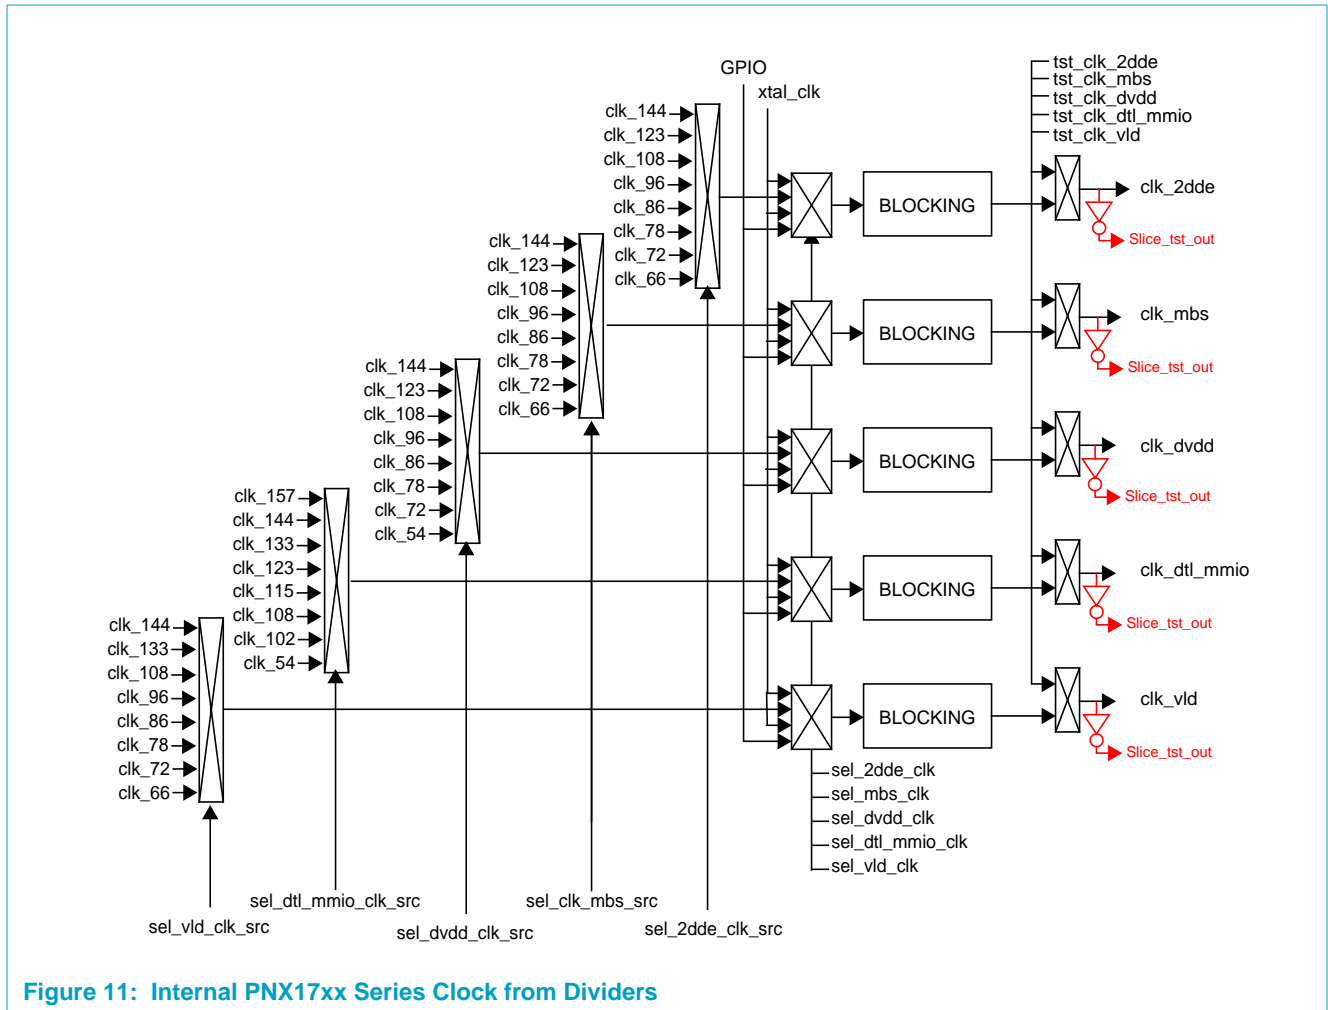 GPIO
xtal_clk
tst_clk_2dde
tst_clk_mbs
tst_clk_dvdd
tst_clk_dtl_mmio
tst_clk_vld
clk_144
clk_123
clk_108
clk_96
clk_86
clk_78
clk_72
clk_66
BLOCKING
clk_2dde
Slice_tst_out
clk_144
clk_123
clk_108
clk_96
clk_86
clk_78
clk_72
clk_66
BLOCKING
clk_mbs
Slice_tst_out
clk_144
clk_123
clk_108
clk_96
clk_86
clk_78
clk_72
clk_54
BLOCKING
clk_dvdd
Slice_tst_out
clk_157
clk_144
clk_133
clk_123
clk_115
clk_108
clk_102
clk_54
BLOCKING
clk_dtl_mmio
Slice_tst_out
clk_144
clk_133
clk_108
clk_96
clk_86
clk_78
clk_72
clk_66
BLOCKING
clk_vld
Slice_tst_out
sel_2dde_clk
sel_mbs_clk
sel_dvdd_clk
sel_dtl_mmio_clk
sel_vld_clk
sel_vld_clk_src
sel_dtl_mmio_clk_src
sel_dvdd_clk_src
sel_clk_mbs_src
sel_2dde_clk_src
Figure 11: Internal PNX17xx Series Clock from Dividers